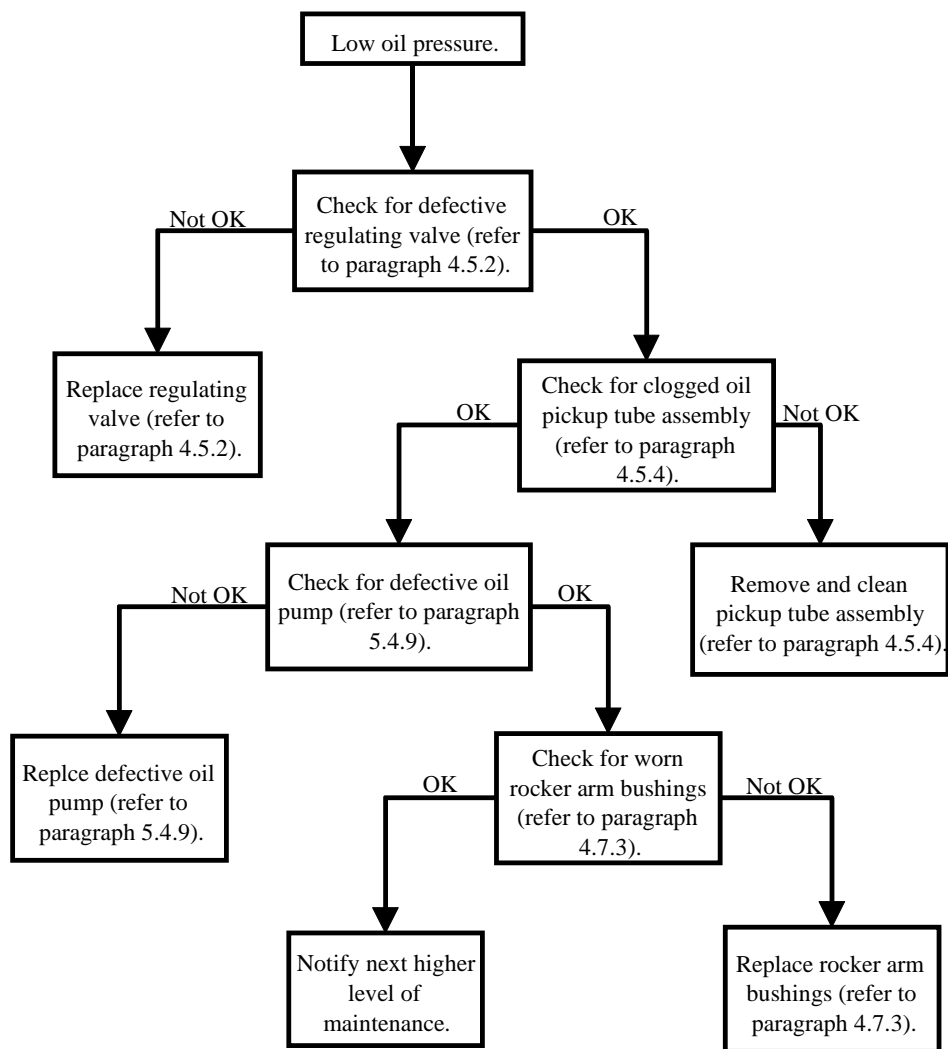 Low oil pressure.
Check for defective
regulating valve (refer
to paragraph 4.5.2).
Not OK
OK
Replace regulating
valve (refer to
paragraph 4.5.2).
Check for clogged oil
pickup tube assembly
(refer to paragraph
4.5.4).
OK
Not OK
Check for defective oil
pump (refer to paragraph
5.4.9).
Not OK
OK
Remove and clean
pickup tube assembly
(refer to paragraph 4.5.4).
Replce defective oil
pump (refer to
paragraph 5.4.9).
Check for worn
rocker arm bushings
(refer to paragraph
4.7.3).
OK
Not OK
Notify next higher
level of
maintenance.
Replace rocker arm
bushings (refer to
paragraph 4.7.3).